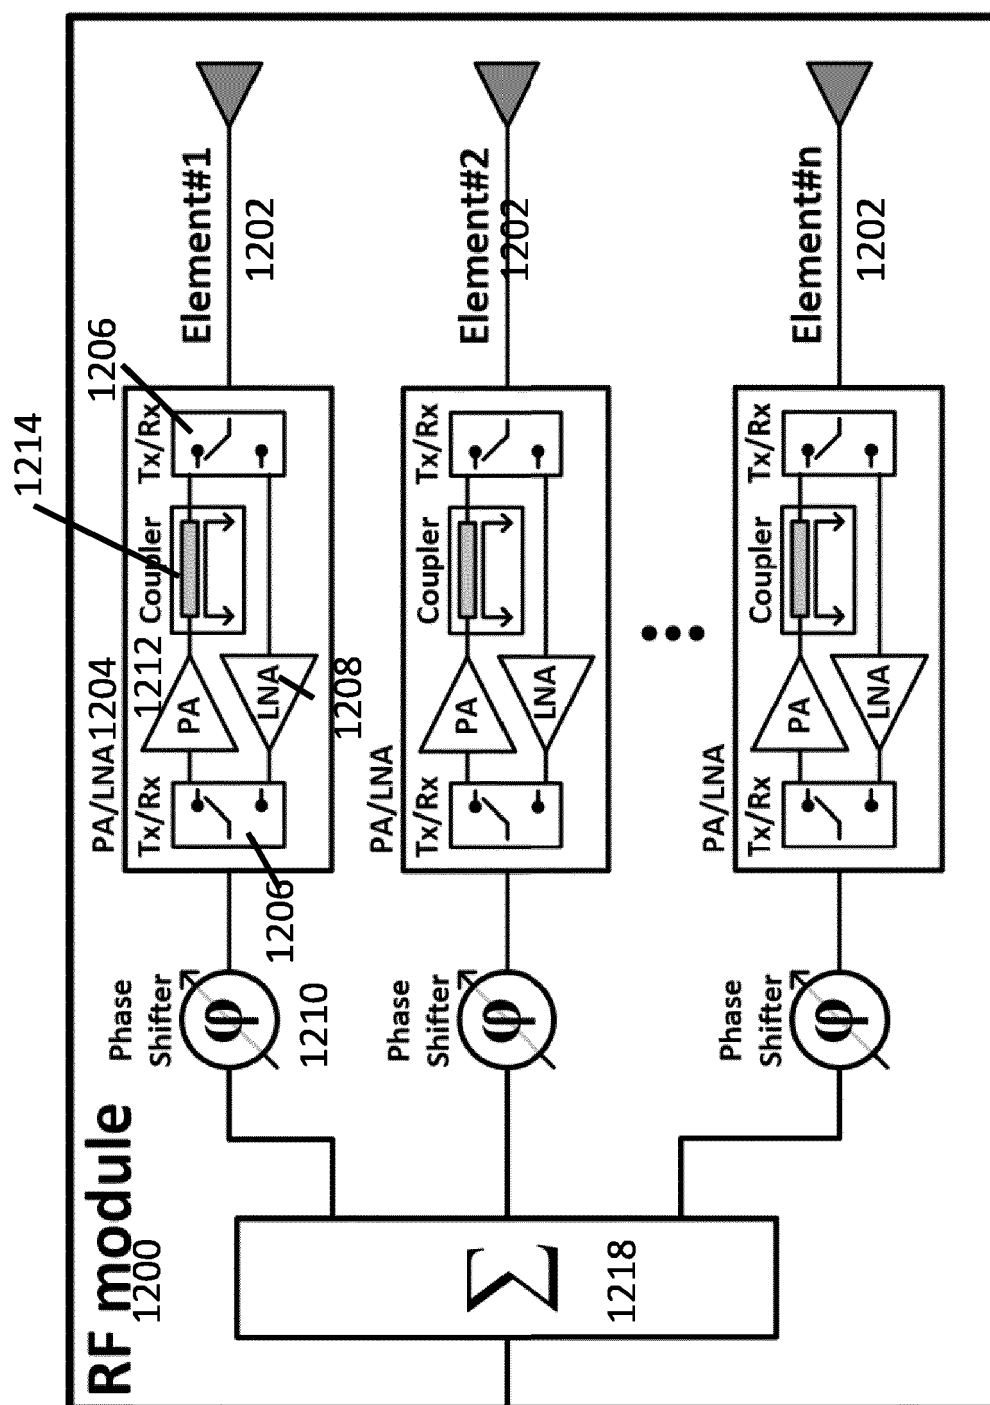 RF module
1200
Σ
1218
Phase
Shifter
φ
1210
PA/LNA
1204
Tx/Rx
1206
PA
1212
LNA
1208
Coupler
1214
Tx/Rx
1206
Element#1
1202
Phase
Shifter
φ
PA/LNA
Tx/Rx
PA
LNA
Coupler
Tx/Rx
Element#2
1202
Phase
Shifter
φ
PA/LNA
Tx/Rx
PA
LNA
Coupler
Tx/Rx
Element#n
1202